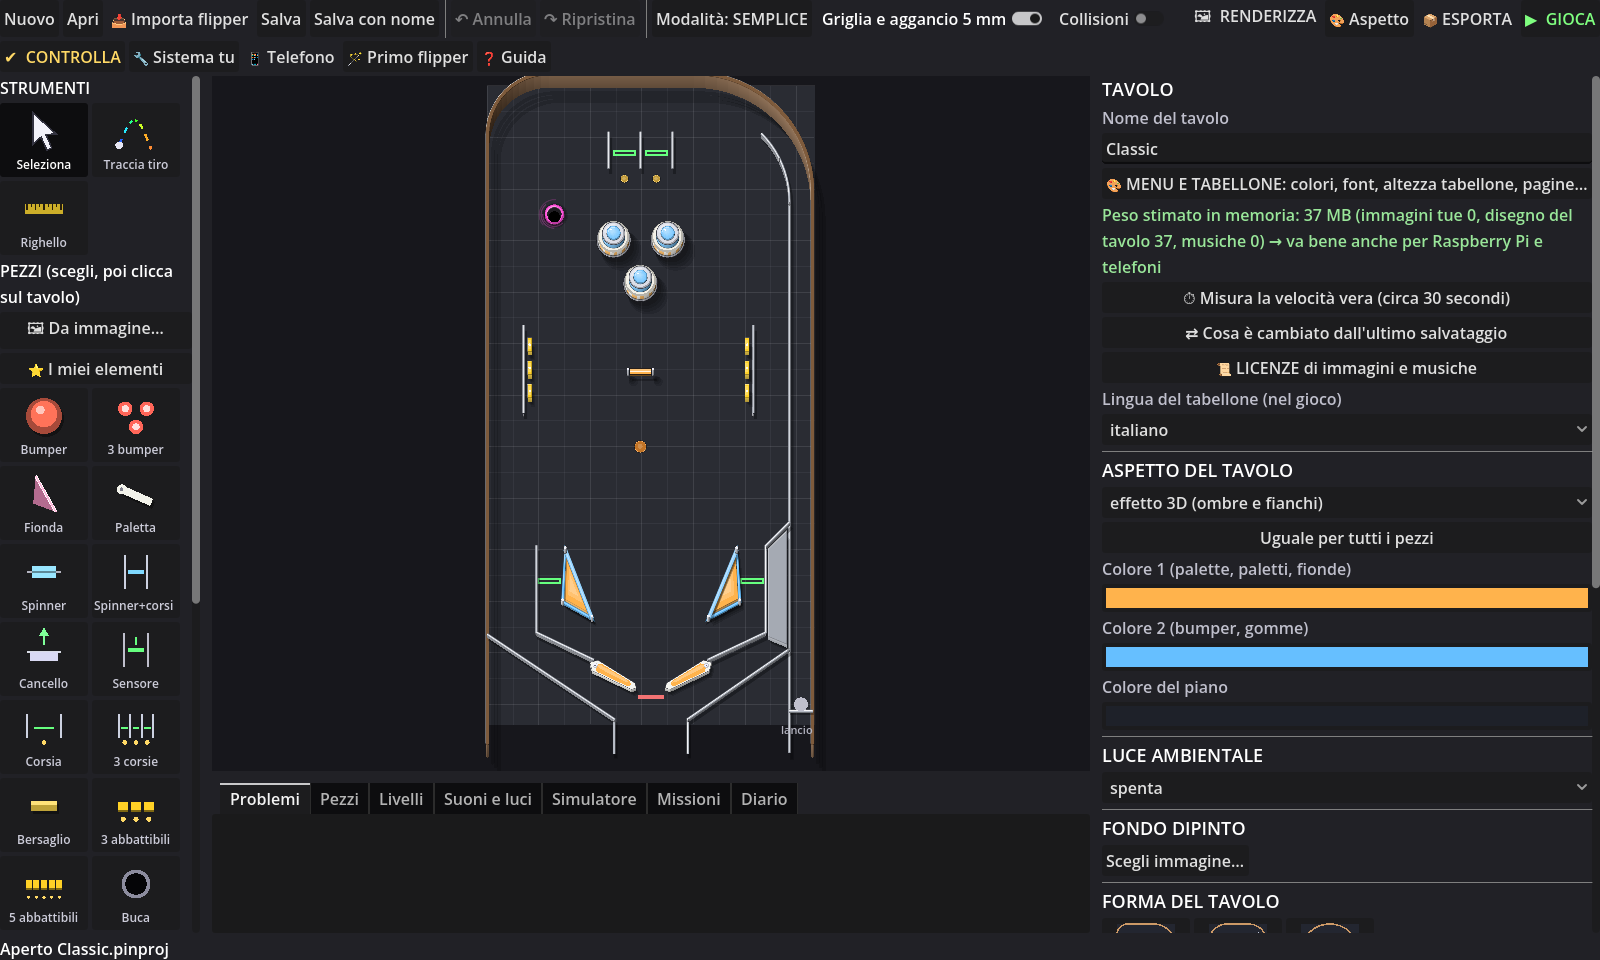 Nuovo Apri Importa flipper Salva Salva con nome Annulla Ripristina Modalità: SEMPLICE Griglia e aggancio 5 mm Collisioni RENDERIZZA Aspetto ESPORTA GIOCA
CONTROLLA Sistema tu Telefono Primo flipper Guida
STRUMENTI
Seleziona Traccia tiro
Righello
PEZZI (scegli, poi clicca
sul tavolo)
Da immagine...
I miei elementi
Bumper 3 bumper
Fionda Paletta
Spinner Spinner+corsi
Cancello Sensore
Corsia 3 corsie
Bersaglio 3 abbattibili
5 abbattibili Buca
lancio
Problemi Pezzi Livelli Suoni e luci Simulatore Missioni Diario
TAVOLO
Nome del tavolo
Classic
MENU E TABELLONE: colori, font, altezza tabellone, pagine...
Peso stimato in memoria: 37 MB (immagini tue 0, disegno del
tavolo 37, musiche 0) → va bene anche per Raspberry Pi e
telefoni
Misura la velocità vera (circa 30 secondi)
⇄ Cosa è cambiato dall'ultimo salvataggio
LICENZE di immagini e musiche
Lingua del tabellone (nel gioco)
italiano
ASPETTO DEL TAVOLO
effetto 3D (ombre e fianchi)
Uguale per tutti i pezzi
Colore 1 (palette, paletti, fionde)
Colore 2 (bumper, gomme)
Colore del piano
LUCE AMBIENTALE
spenta
FONDO DIPINTO
Scegli immagine...
FORMA DEL TAVOLO
Aperto Classic.pinproj